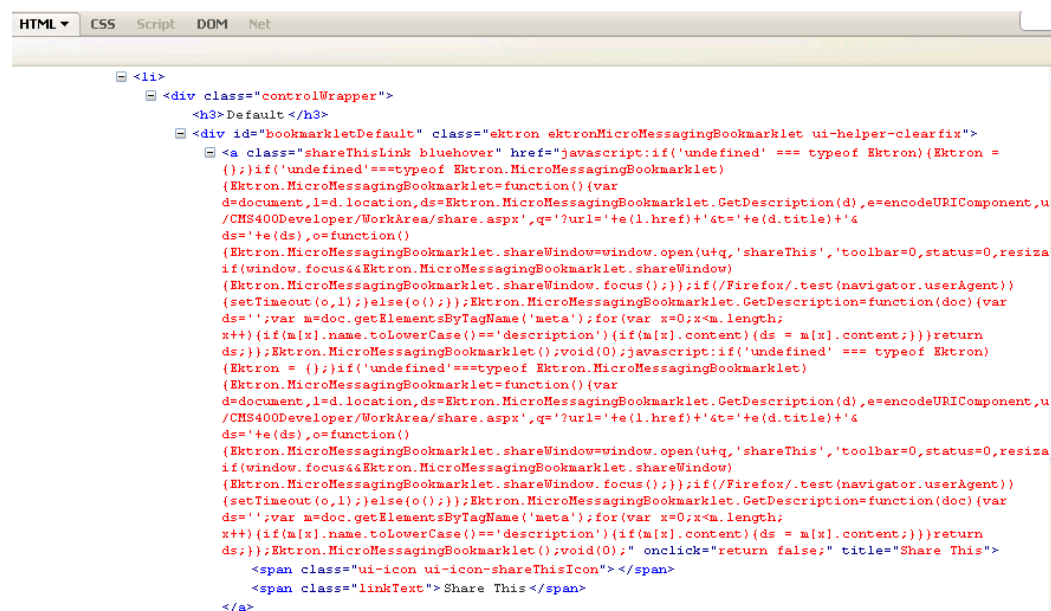 HTML ▾ CSS Script DOM Net
<li>
<div class="controlWrapper">
<h3>Default</h3>
<div id="bookmarkletDefault" class="ektron ektronMicroMessagingBookmarklet ui-helper-clearfix">
<a class="shareThisLink bluehover" href="javascript:if('undefined' === typeof Ektron){Ektron =
{};}if('undefined'===typeof Ektron.MicroMessagingBookmarklet)
{Ektron.MicroMessagingBookmarklet=function(){var
d=document,l=d.location,ds=Ektron.MicroMessagingBookmarklet.GetDescription(d),e=encodeURIComponent,u
/CMS400Developer/WorkArea/share.aspx',q='?url='+e(l.href)+'&t='+e(d.title)+'&
ds='+e(ds),o=function()
{Ektron.MicroMessagingBookmarklet.shareWindow=window.open(u+q,'shareThis','toolbar=0,status=0,resiza
if(window.focus&&Ektron.MicroMessagingBookmarklet.shareWindow)
{Ektron.MicroMessagingBookmarklet.shareWindow.focus();}};if(/Firefox/.test(navigator.userAgent))
{setTimeout(o,1);}else{o();}};Ektron.MicroMessagingBookmarklet.GetDescription=function(doc){var
ds='';var m=doc.getElementsByTagName('meta');for(var x=0;x<m.length;
x++){if(m[x].name.toLowerCase()=='description'){if(m[x].content){ds = m[x].content;}}}return
ds;}};Ektron.MicroMessagingBookmarklet();void(0);javascript:if('undefined' === typeof Ektron)
{Ektron = {};}if('undefined'===typeof Ektron.MicroMessagingBookmarklet)
{Ektron.MicroMessagingBookmarklet=function(){var
d=document,l=d.location,ds=Ektron.MicroMessagingBookmarklet.GetDescription(d),e=encodeURIComponent,u
/CMS400Developer/WorkArea/share.aspx',q='?url='+e(l.href)+'&t='+e(d.title)+'&
ds='+e(ds),o=function()
{Ektron.MicroMessagingBookmarklet.shareWindow=window.open(u+q,'shareThis','toolbar=0,status=0,resiza
if(window.focus&&Ektron.MicroMessagingBookmarklet.shareWindow)
{Ektron.MicroMessagingBookmarklet.shareWindow.focus();}};if(/Firefox/.test(navigator.userAgent))
{setTimeout(o,1);}else{o();}};Ektron.MicroMessagingBookmarklet.GetDescription=function(doc){var
ds='';var m=doc.getElementsByTagName('meta');for(var x=0;x<m.length;
x++){if(m[x].name.toLowerCase()=='description'){if(m[x].content){ds = m[x].content;}}}return
ds;}};Ektron.MicroMessagingBookmarklet();void(0);" onclick="return false;" title="Share This">
<span class="ui-icon ui-icon-shareThisIcon"></span>
<span class="linkText">Share This</span>
</a>